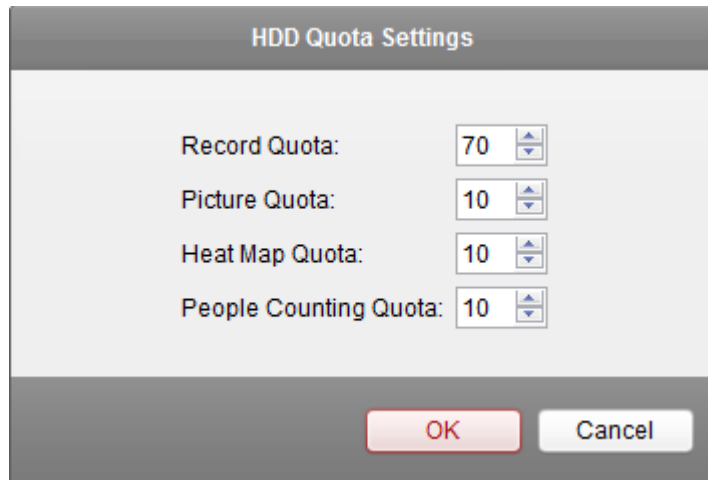 HDD Quota Settings
Record Quota: 70
Picture Quota: 10
Heat Map Quota: 10
People Counting Quota: 10
OK Cancel